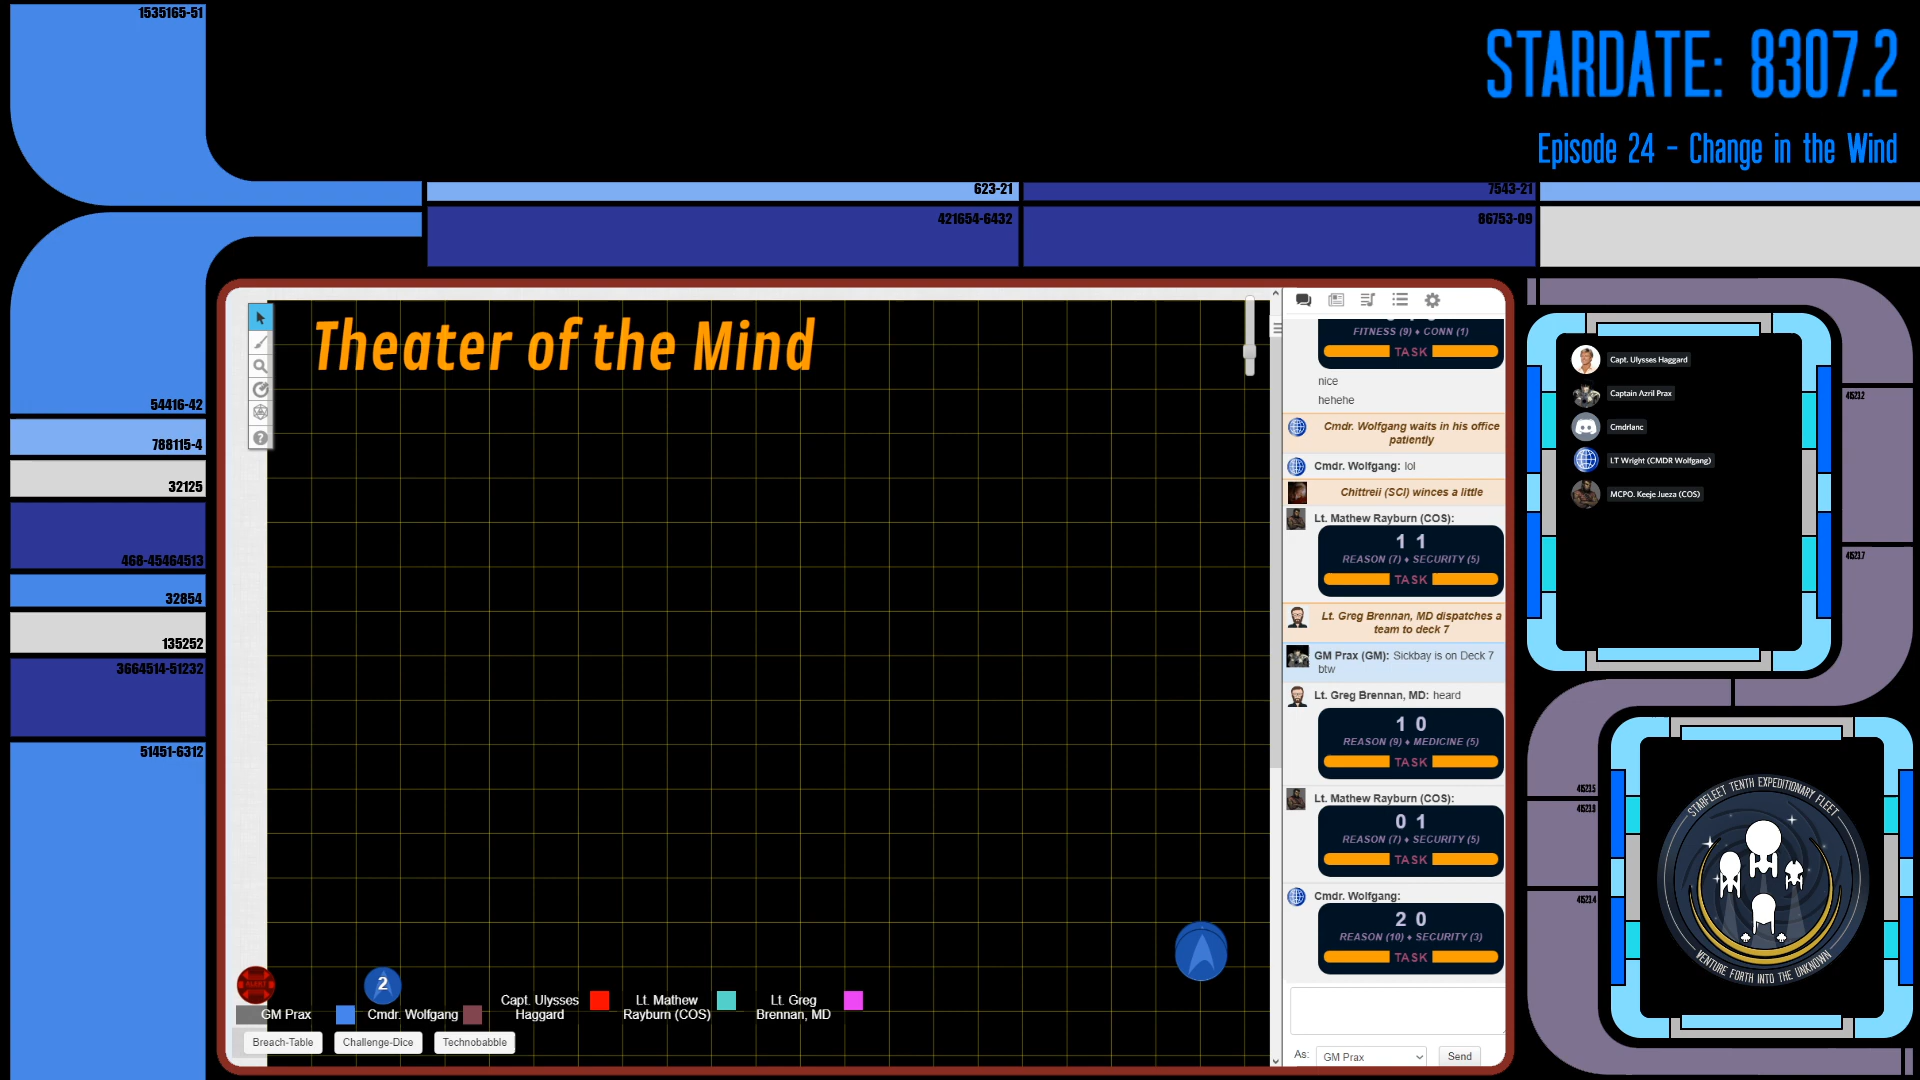 1535165-51
STARDATE: 8307.2
Episode 24 - Change in the Wind
623-21
7543-21
421654-6432
86753-09
54416-42
788115-4
32125
468-45464513
32854
135252
3664514-51232
51451-6312
Theater of the Mind
FITNESS (9) ♦ CONN (1)
TASK
nice
hehehe
Cmdr. Wolfgang waits in his office
patiently
Cmdr. Wolfgang: lol
Chittreii (SCI) winces a little
Lt. Mathew Rayburn (COS):
1 1
REASON (7) ♦ SECURITY (5)
TASK
Lt. Greg Brennan, MD dispatches a
team to deck 7
GM Prax (GM): Sickbay is on Deck 7
btw
Lt. Greg Brennan, MD: heard
1 0
REASON (9) ♦ MEDICINE (5)
TASK
Lt. Mathew Rayburn (COS):
0 1
REASON (7) ♦ SECURITY (5)
TASK
Cmdr. Wolfgang:
2 0
REASON (10) ♦ SECURITY (3)
TASK
As:
GM Prax
Send
2
GM Prax
Cmdr. Wolfgang
Capt. Ulysses
Haggard
Lt. Mathew
Rayburn (COS)
Lt. Greg
Brennan, MD
Breach-Table
Challenge-Dice
Technobabble
Capt. Ulysses Haggard
Captain Azril Prax
Cmdrlanc
LT Wright (CMDR Wolfgang)
MCPO. Keeje Jueza (COS)
STARFLEET TENTH EXPEDITIONARY FLEET
VENTURE FORTH INTO THE UNKNOWN